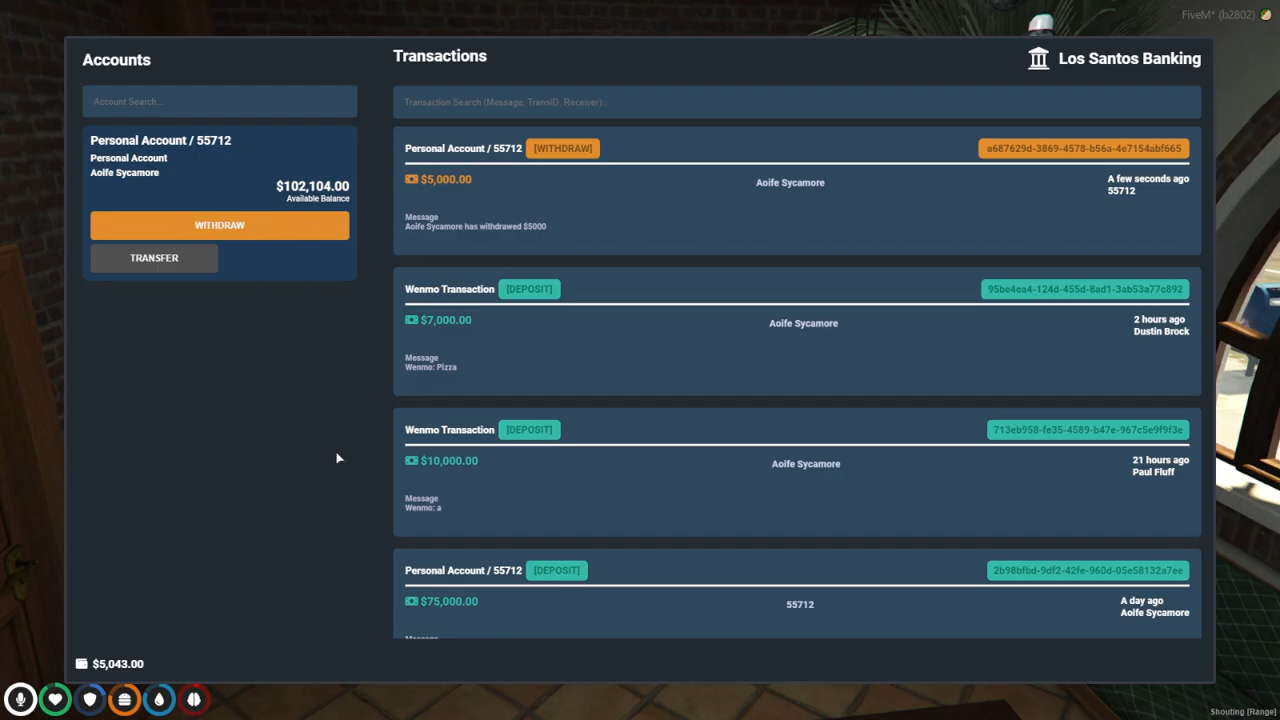 FiveM* (b2802)
Accounts
Account Search...
Personal Account / 55712
Personal Account
Aoife Sycamore
$102,104.00
Available Balance
WITHDRAW
TRANSFER
Transactions
Los Santos Banking
Transaction Search (Message, TransID, Receiver)...
Personal Account / 55712 [WITHDRAW] a687629d-3869-4578-b56a-4e7154abf665
$5,000.00 Aoife Sycamore A few seconds ago
55712
Message
Aoife Sycamore has withdrawed $5000
Wenmo Transaction [DEPOSIT] 95be4ea4-124d-455d-8ad1-3ab53a77c892
$7,000.00 Aoife Sycamore 2 hours ago
Dustin Brock
Message
Wenmo: Pizza
Wenmo Transaction [DEPOSIT] 713eb958-fe35-4589-b47e-967c5e9f9f3e
$10,000.00 Aoife Sycamore 21 hours ago
Paul Fluff
Message
Wenmo: a
Personal Account / 55712 [DEPOSIT] 2b98bfbd-9df2-42fe-960d-05e58132a7ee
$75,000.00 55712 A day ago
Aoife Sycamore
$5,043.00
Shouting [Range]